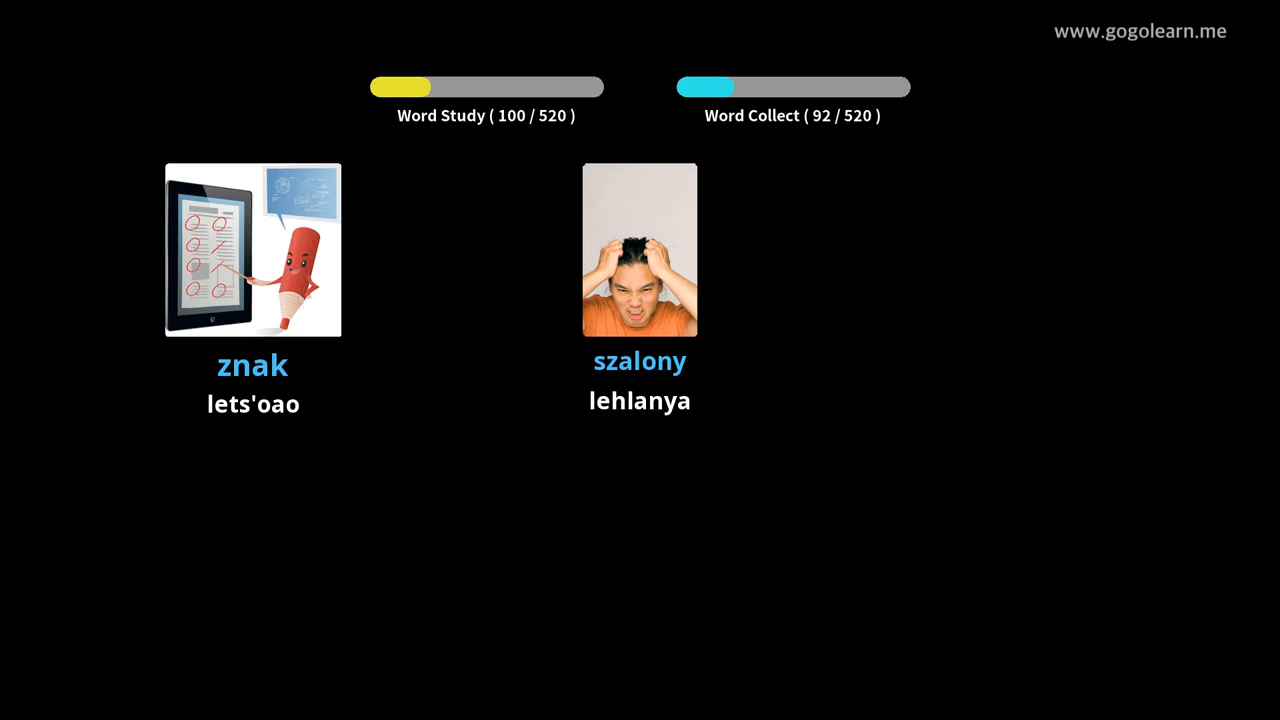 www.gogolearn.me
Word Study ( 100 / 520 )
Word Collect ( 92 / 520 )
znak
lets'oao
szalony
lehlanya